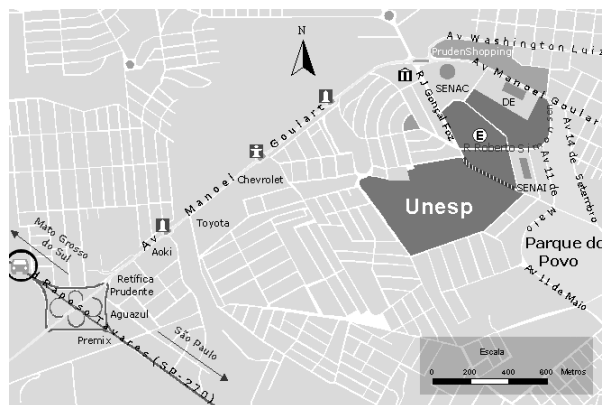 N
Av Washington Luiz
PrudenShopping
Av Manoel Goulart
SENAC
DE
R J Gonçal Foz
E
R Roberto
Av 14 de Setembro
Av 11 de Maio
SENAI
Av Manoel Goulart
Chevrolet
Unesp
Toyota
Aoki
Parque do
Povo
Av 11 de Maio
Mato Grosso
do Sul
Retífica
Prudente
Aguazul
Premix
R Raposo Tavares (SP-270)
São Paulo
Escala
0 200 400 600 Metros